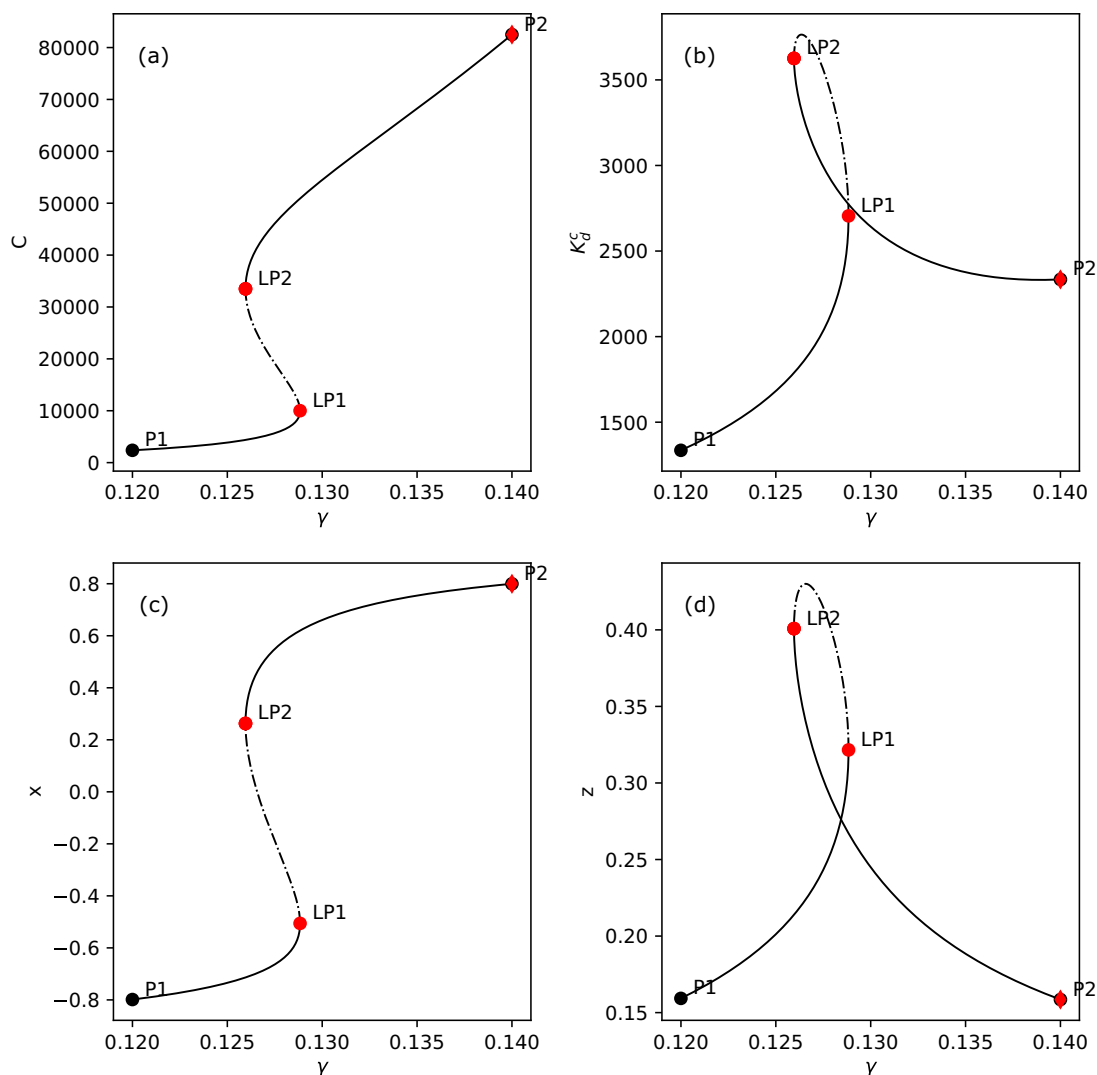 (a)
C
80000
70000
60000
50000
40000
30000
20000
10000
0
P2
LP2
LP1
P1
0.120 0.125 0.130 0.135 0.140
γ
(b)
K_d^c
3500
3000
2500
2000
1500
LP2
LP1
P2
P1
0.120 0.125 0.130 0.135 0.140
γ
(c)
x
0.8
0.6
0.4
0.2
0.0
−0.2
−0.4
−0.6
−0.8
P2
LP2
LP1
P1
0.120 0.125 0.130 0.135 0.140
γ
(d)
z
0.40
0.35
0.30
0.25
0.20
0.15
LP2
LP1
P1
P2
0.120 0.125 0.130 0.135 0.140
γ